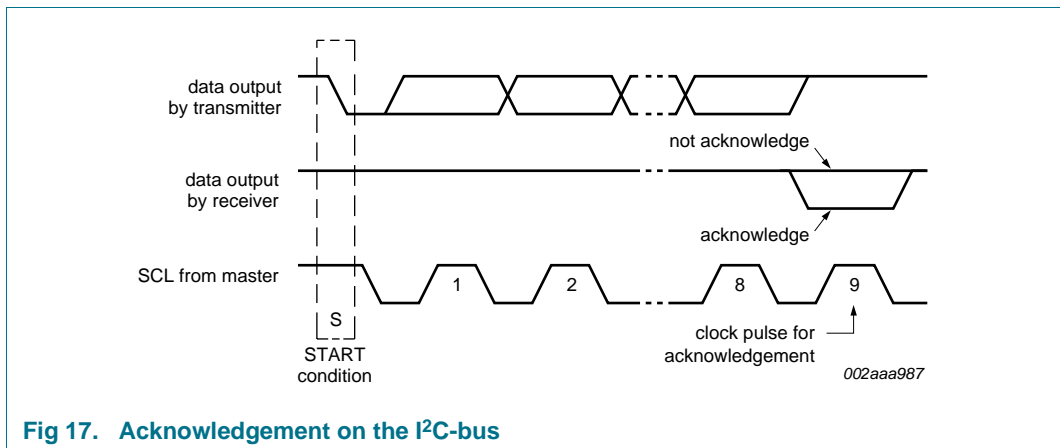 data output
by transmitter
not acknowledge
data output
by receiver
acknowledge
SCL from master
1
2
8
9
S
START
condition
clock pulse for
acknowledgement
002aaa987
Fig 17. Acknowledgement on the I²C-bus